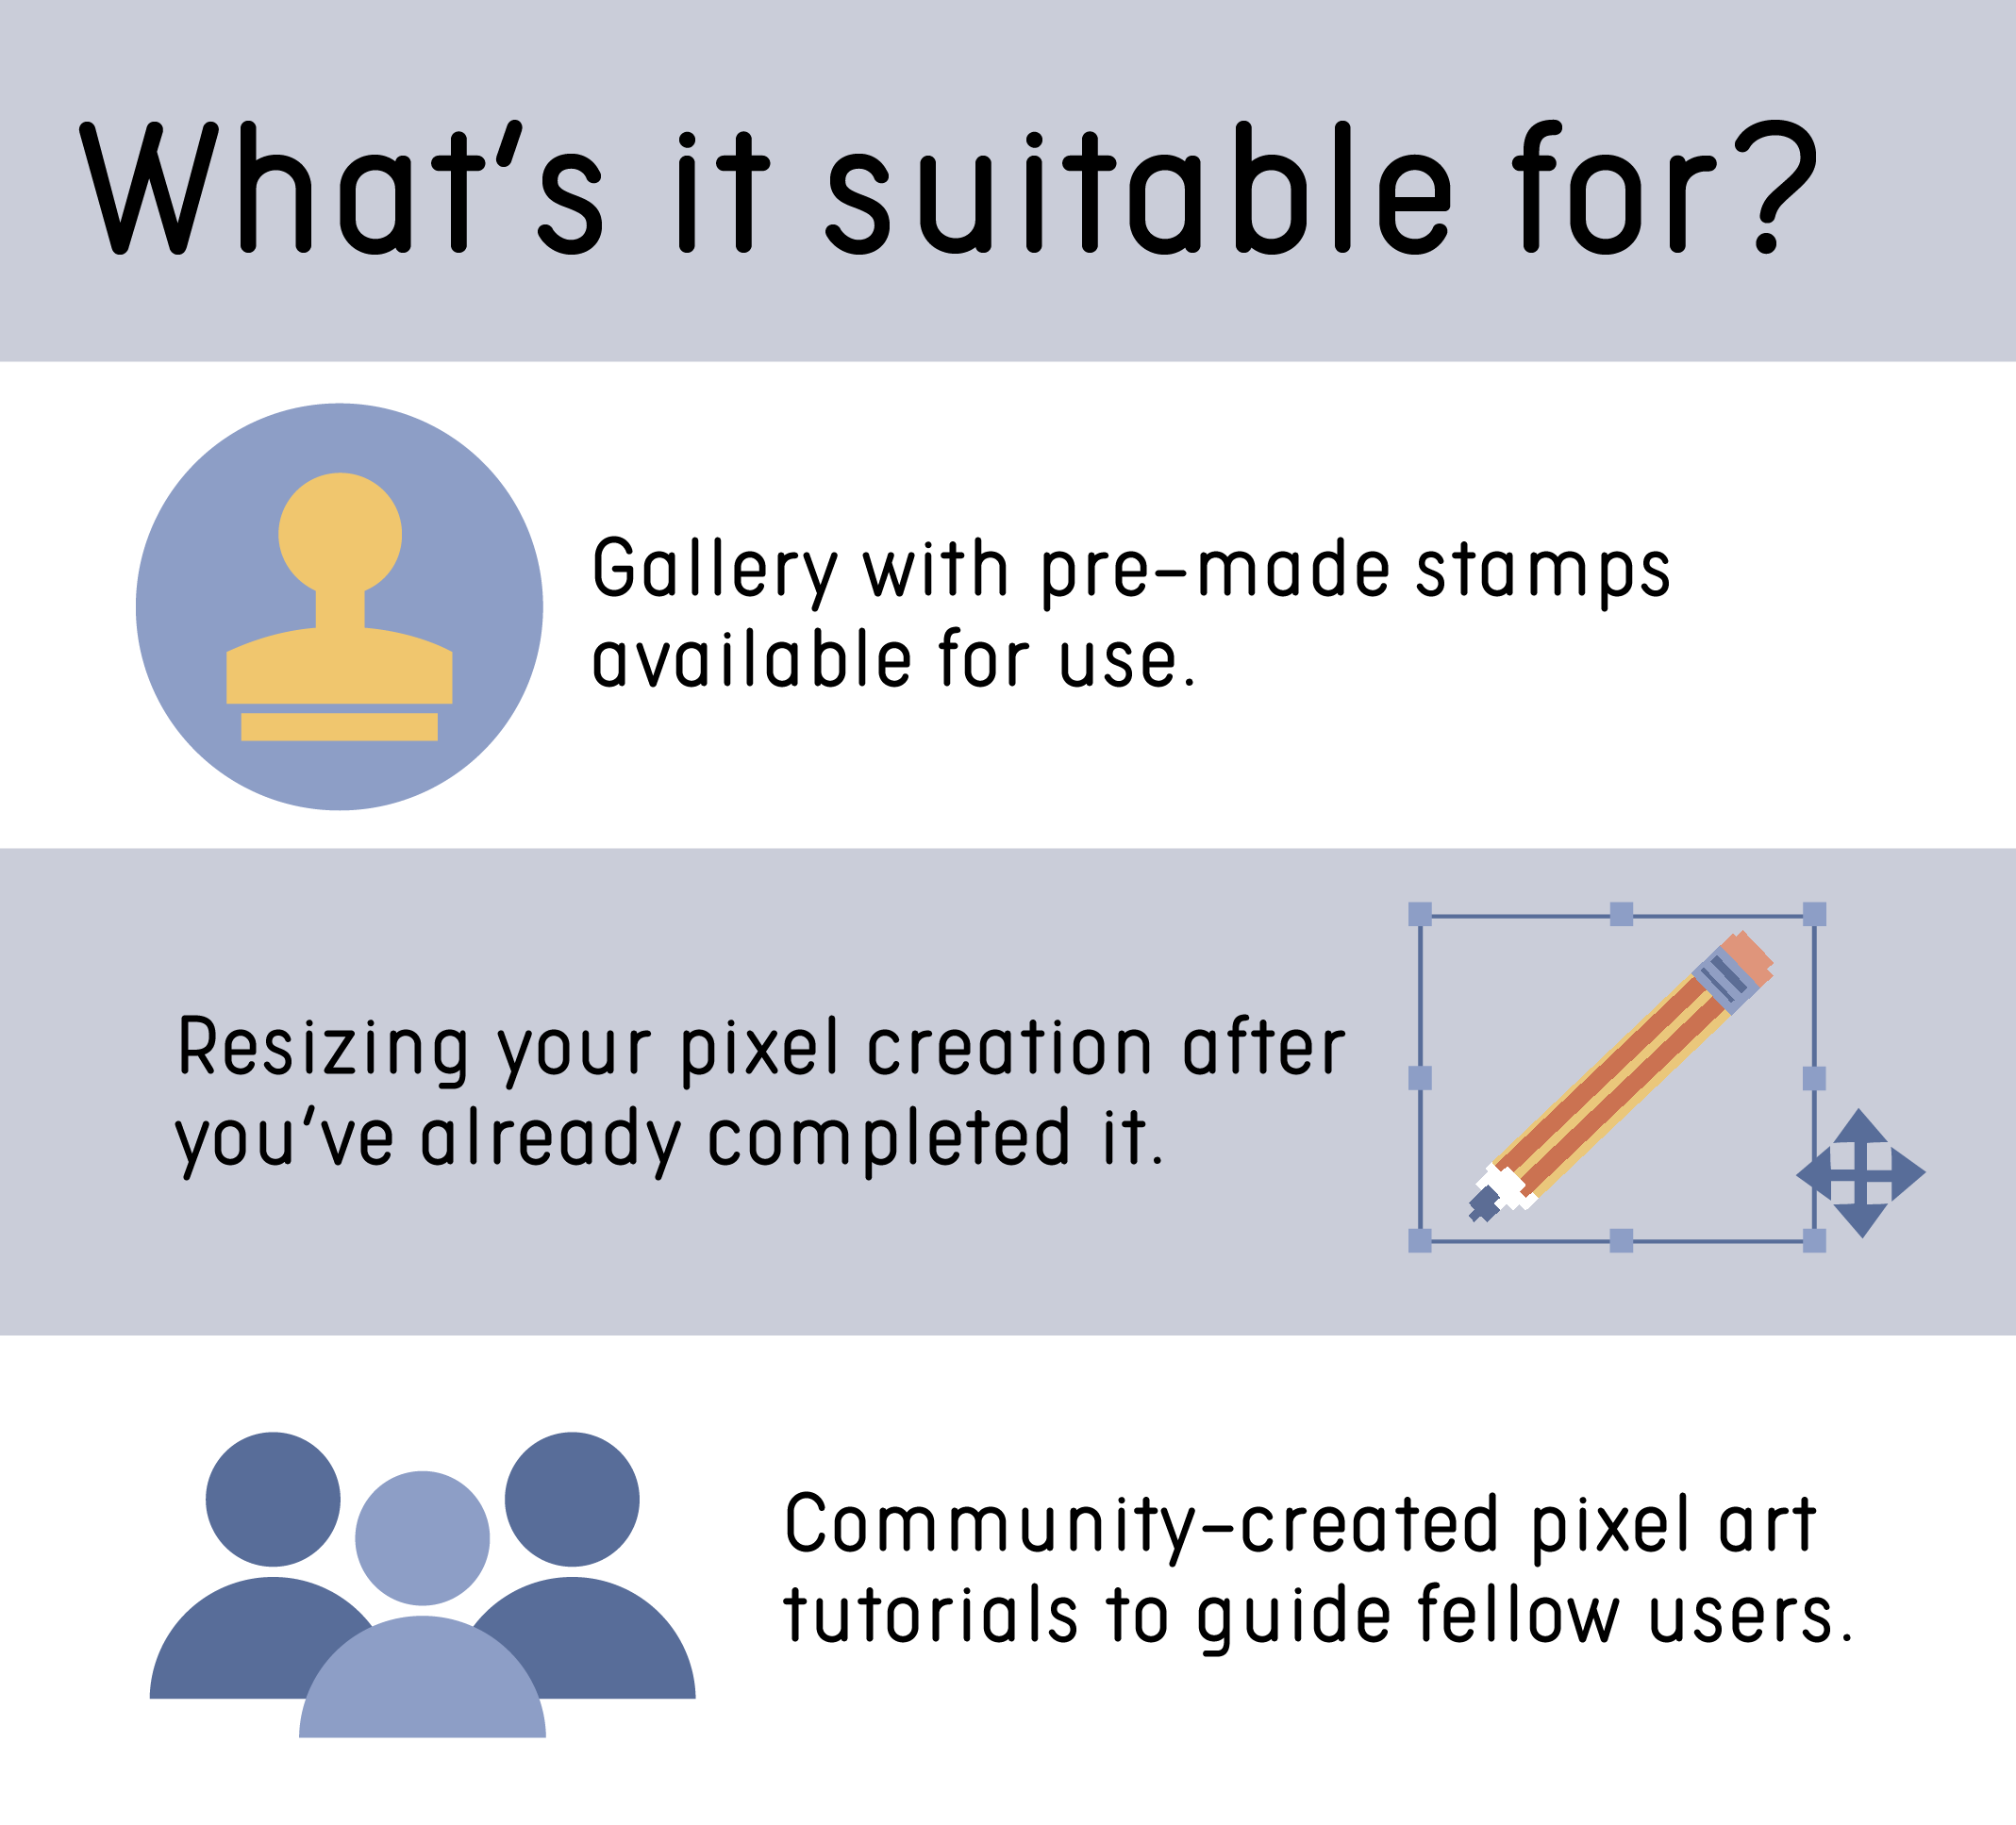 What's it suitable for?
Gallery with pre-made stamps
available for use.
Resizing your pixel creation after
you've already completed it.
Community-created pixel art
tutorials to guide fellow users.